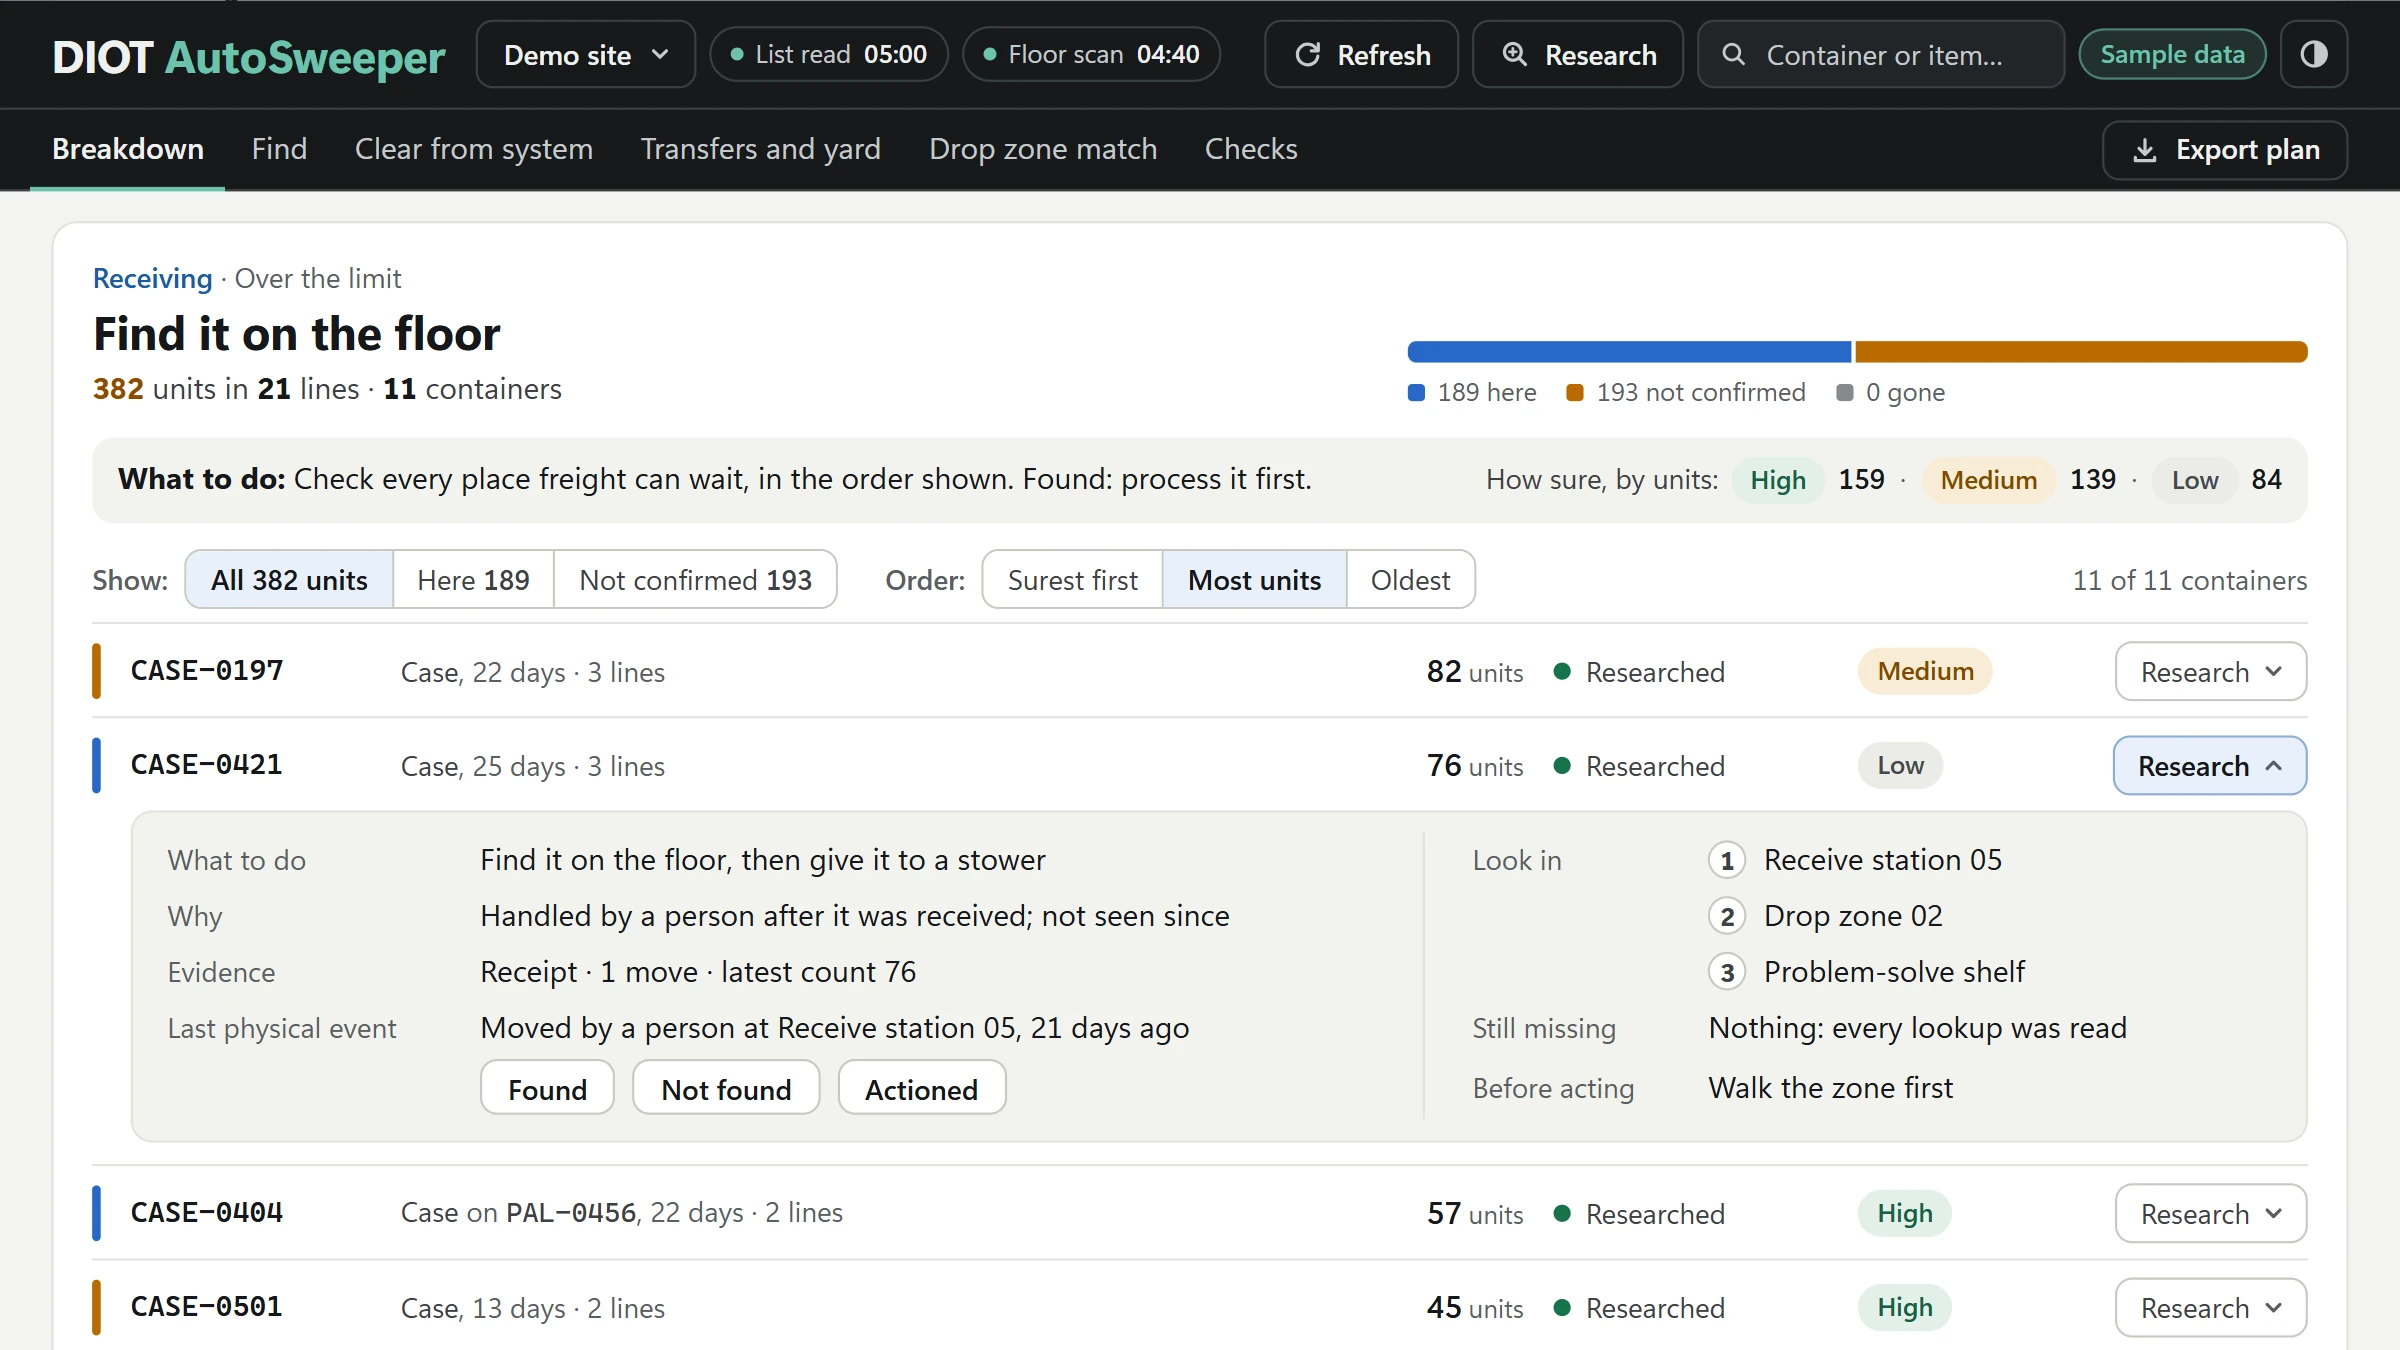 DIOT AutoSweeper
Demo site
List read 05:00
Floor scan 04:40
Refresh
Research
Container or item...
Sample data
Breakdown
Find
Clear from system
Transfers and yard
Drop zone match
Checks
Export plan
Receiving · Over the limit
Find it on the floor
382 units in 21 lines · 11 containers
189 here
193 not confirmed
0 gone
What to do: Check every place freight can wait, in the order shown. Found: process it first.
How sure, by units: High 159 · Medium 139 · Low 84
Show: All 382 units Here 189 Not confirmed 193
Order: Surest first Most units Oldest
11 of 11 containers
CASE-0197 Case, 22 days · 3 lines 82 units Researched Medium Research
CASE-0421 Case, 25 days · 3 lines 76 units Researched Low Research
What to do Find it on the floor, then give it to a stower
Why Handled by a person after it was received; not seen since
Evidence Receipt · 1 move · latest count 76
Last physical event Moved by a person at Receive station 05, 21 days ago
Found Not found Actioned
Look in 1 Receive station 05
2 Drop zone 02
3 Problem-solve shelf
Still missing Nothing: every lookup was read
Before acting Walk the zone first
CASE-0404 Case on PAL-0456, 22 days · 2 lines 57 units Researched High Research
CASE-0501 Case, 13 days · 2 lines 45 units Researched High Research